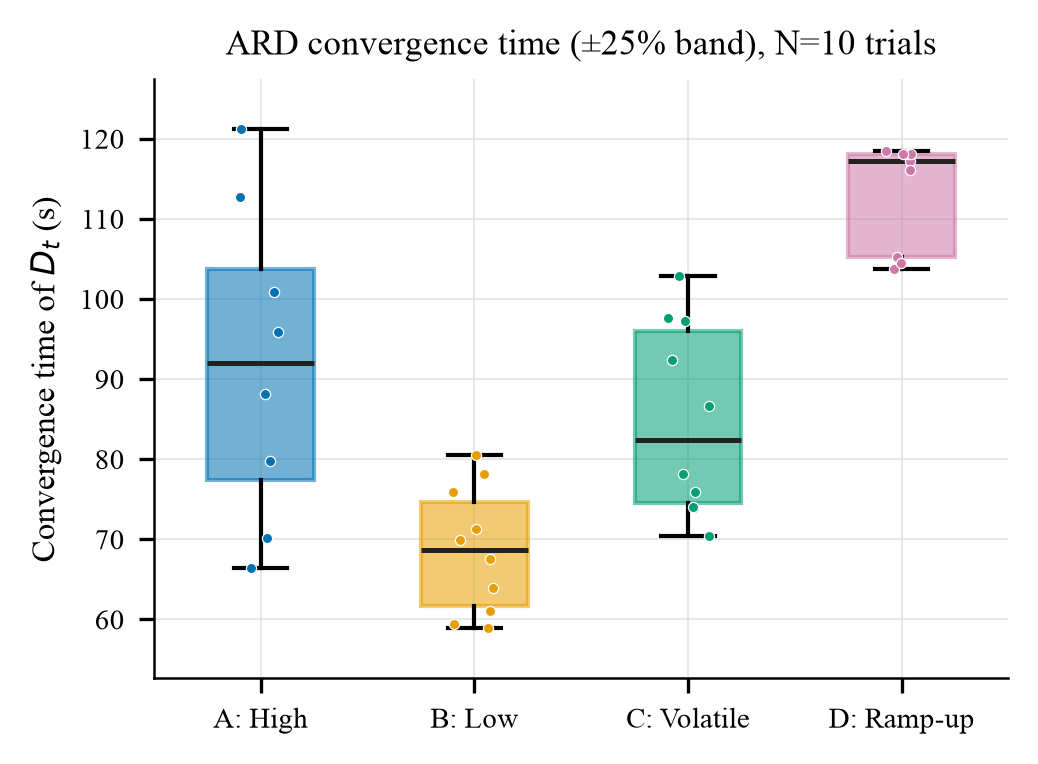 ARD convergence time (±25% band), N=10 trials
Convergence time of D_t (s)
120
110
100
90
80
70
60
A: High
B: Low
C: Volatile
D: Ramp-up